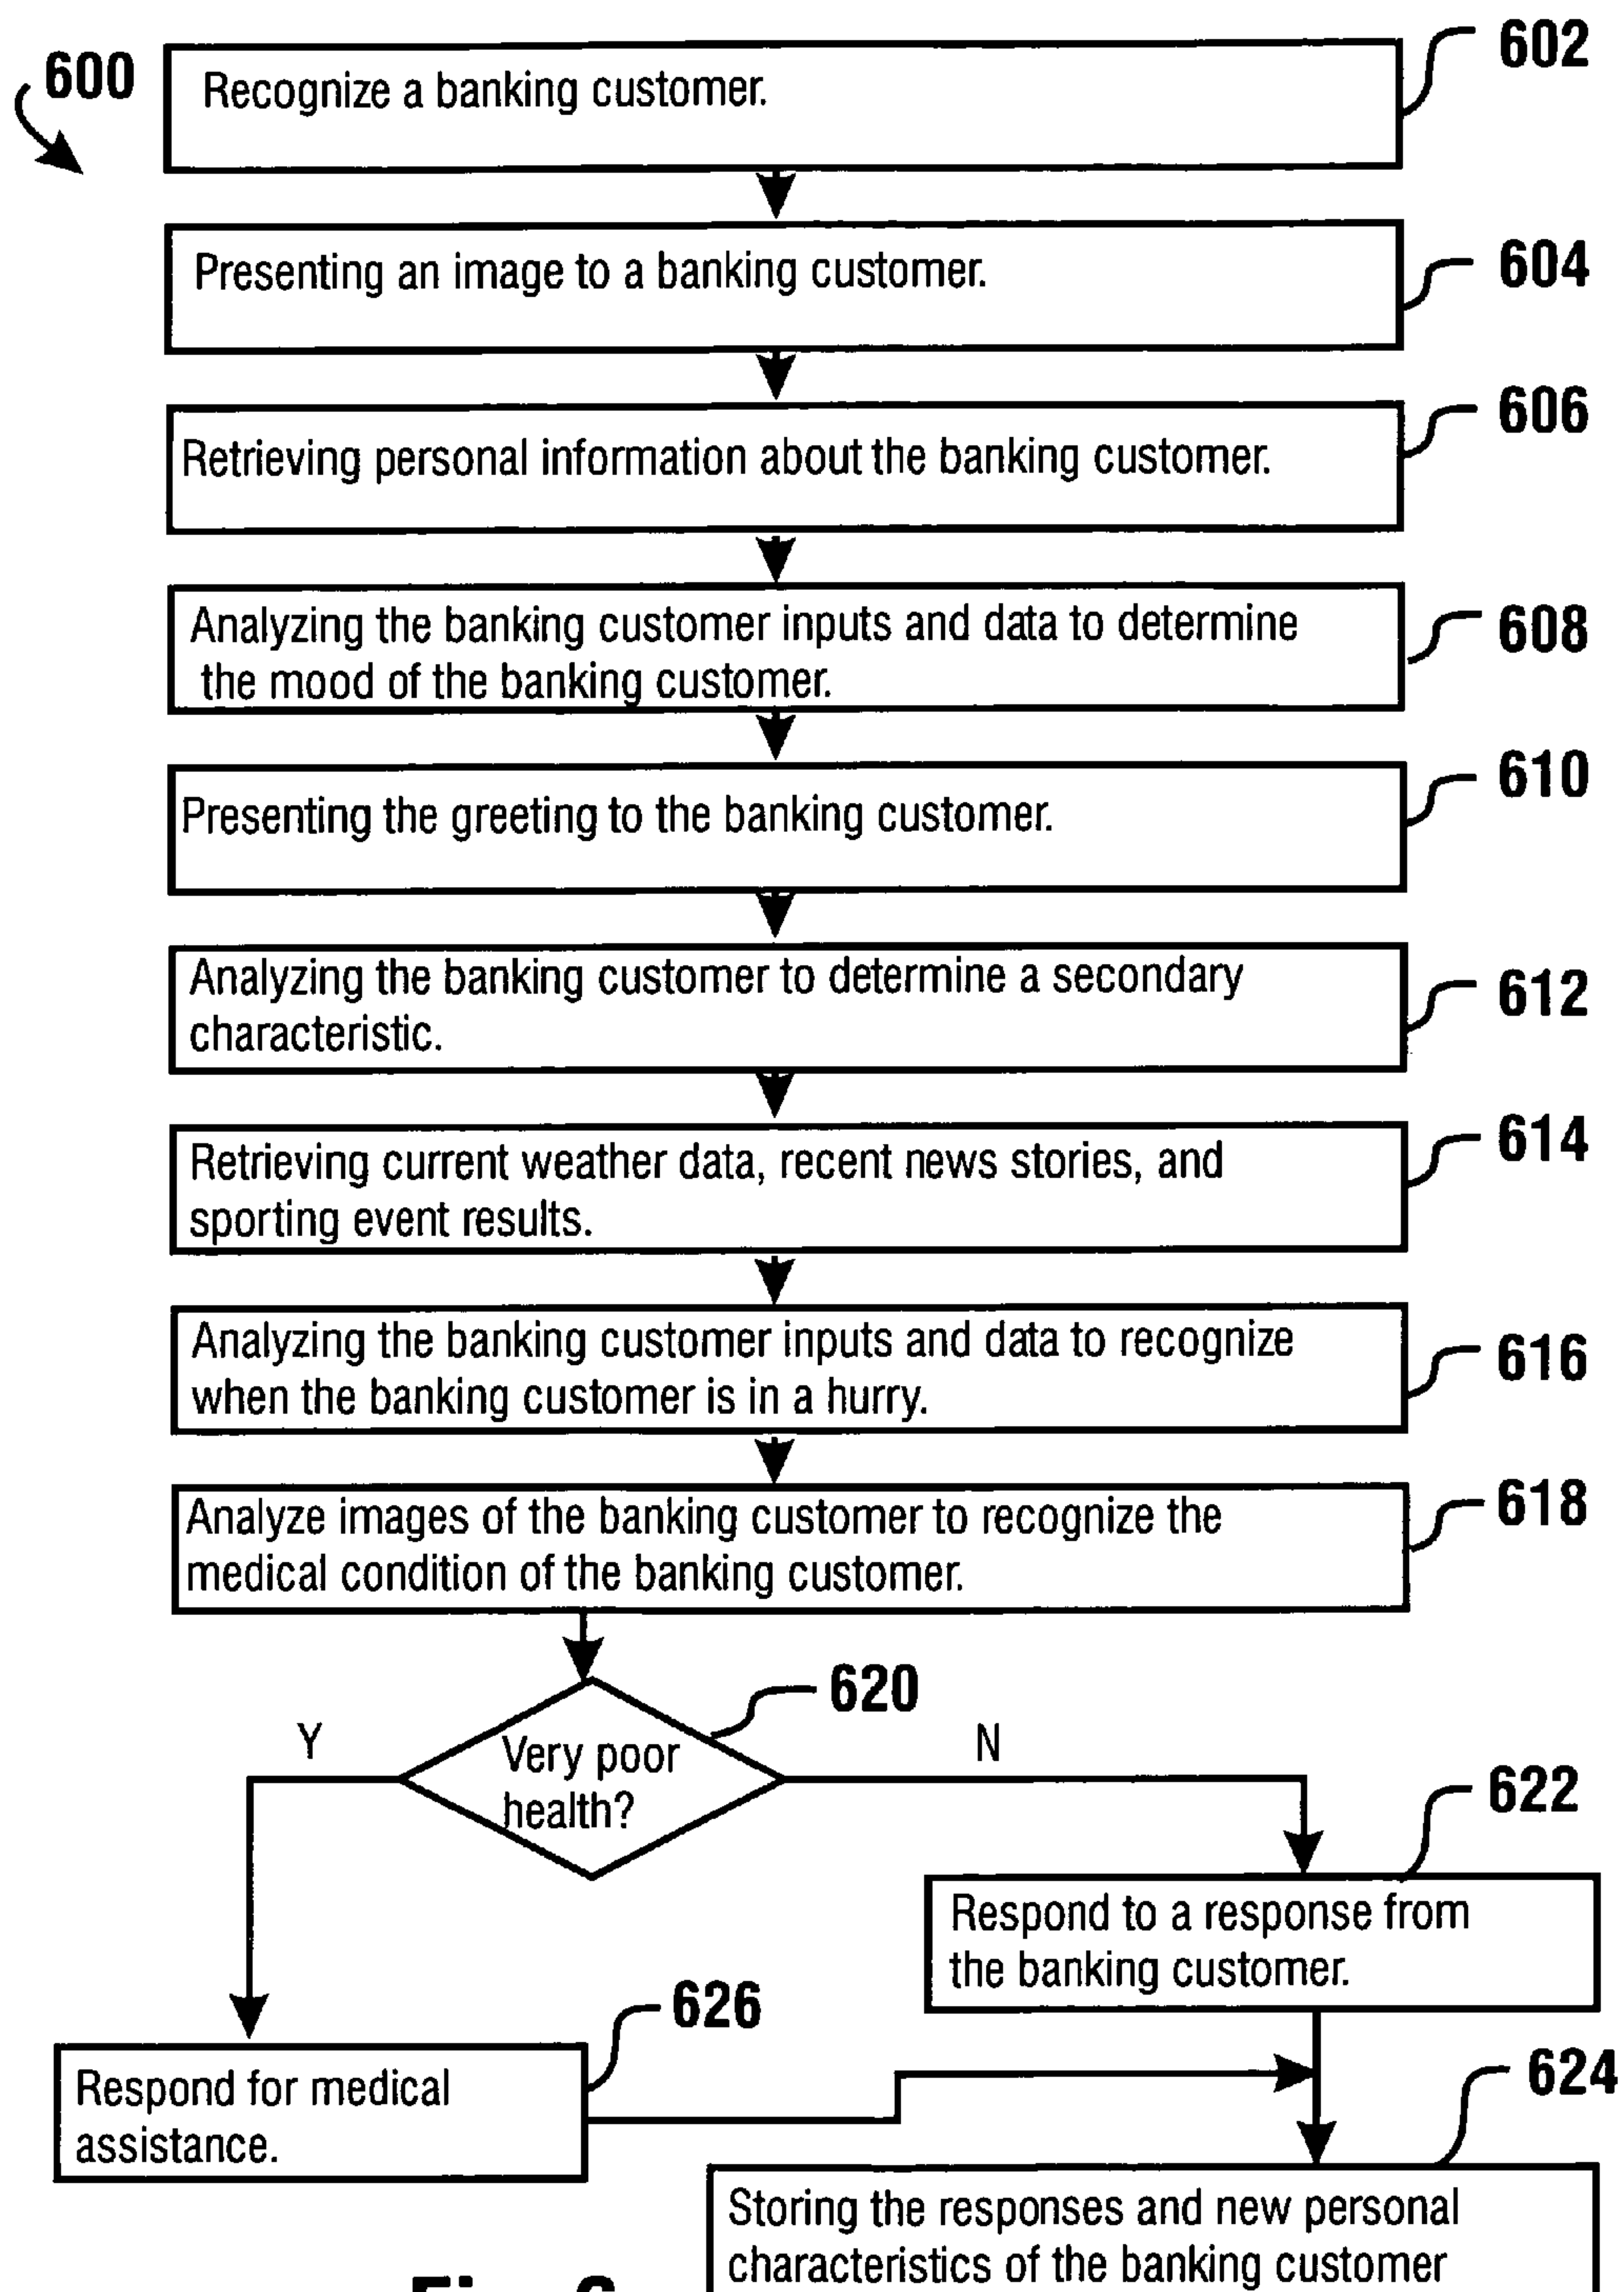 600
Recognize a banking customer.
602
Presenting an image to a banking customer.
604
Retrieving personal information about the banking customer.
606
Analyzing the banking customer inputs and data to determine
the mood of the banking customer.
608
Presenting the greeting to the banking customer.
610
Analyzing the banking customer to determine a secondary
characteristic.
612
Retrieving current weather data, recent news stories, and
sporting event results.
614
Analyzing the banking customer inputs and data to recognize
when the banking customer is in a hurry.
616
Analyze images of the banking customer to recognize the
medical condition of the banking customer.
618
620
Y
Very poor
health?
N
622
Respond to a response from
the banking customer.
626
Respond for medical
assistance.
624
Storing the responses and new personal
characteristics of the banking customer